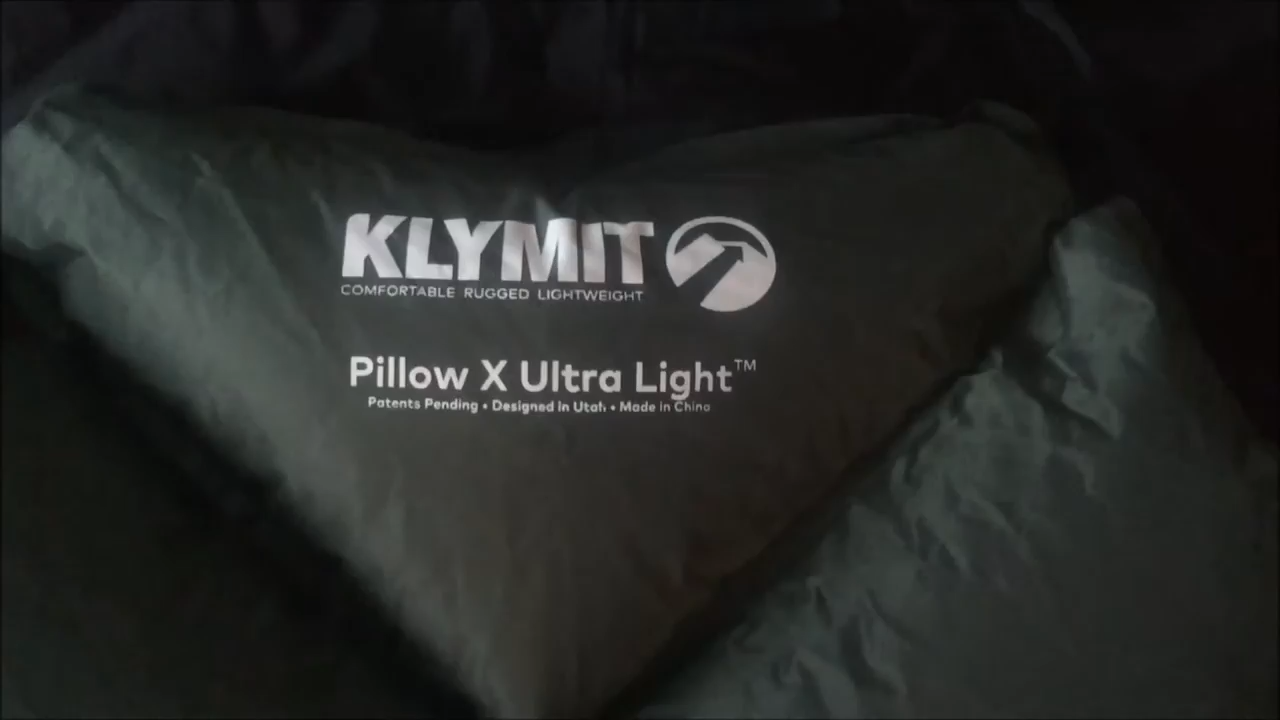 KLYMIT
COMFORTABLE RUGGED LIGHTWEIGHT
Pillow X Ultra Light™
Patents Pending • Designed In Utah • Made In China